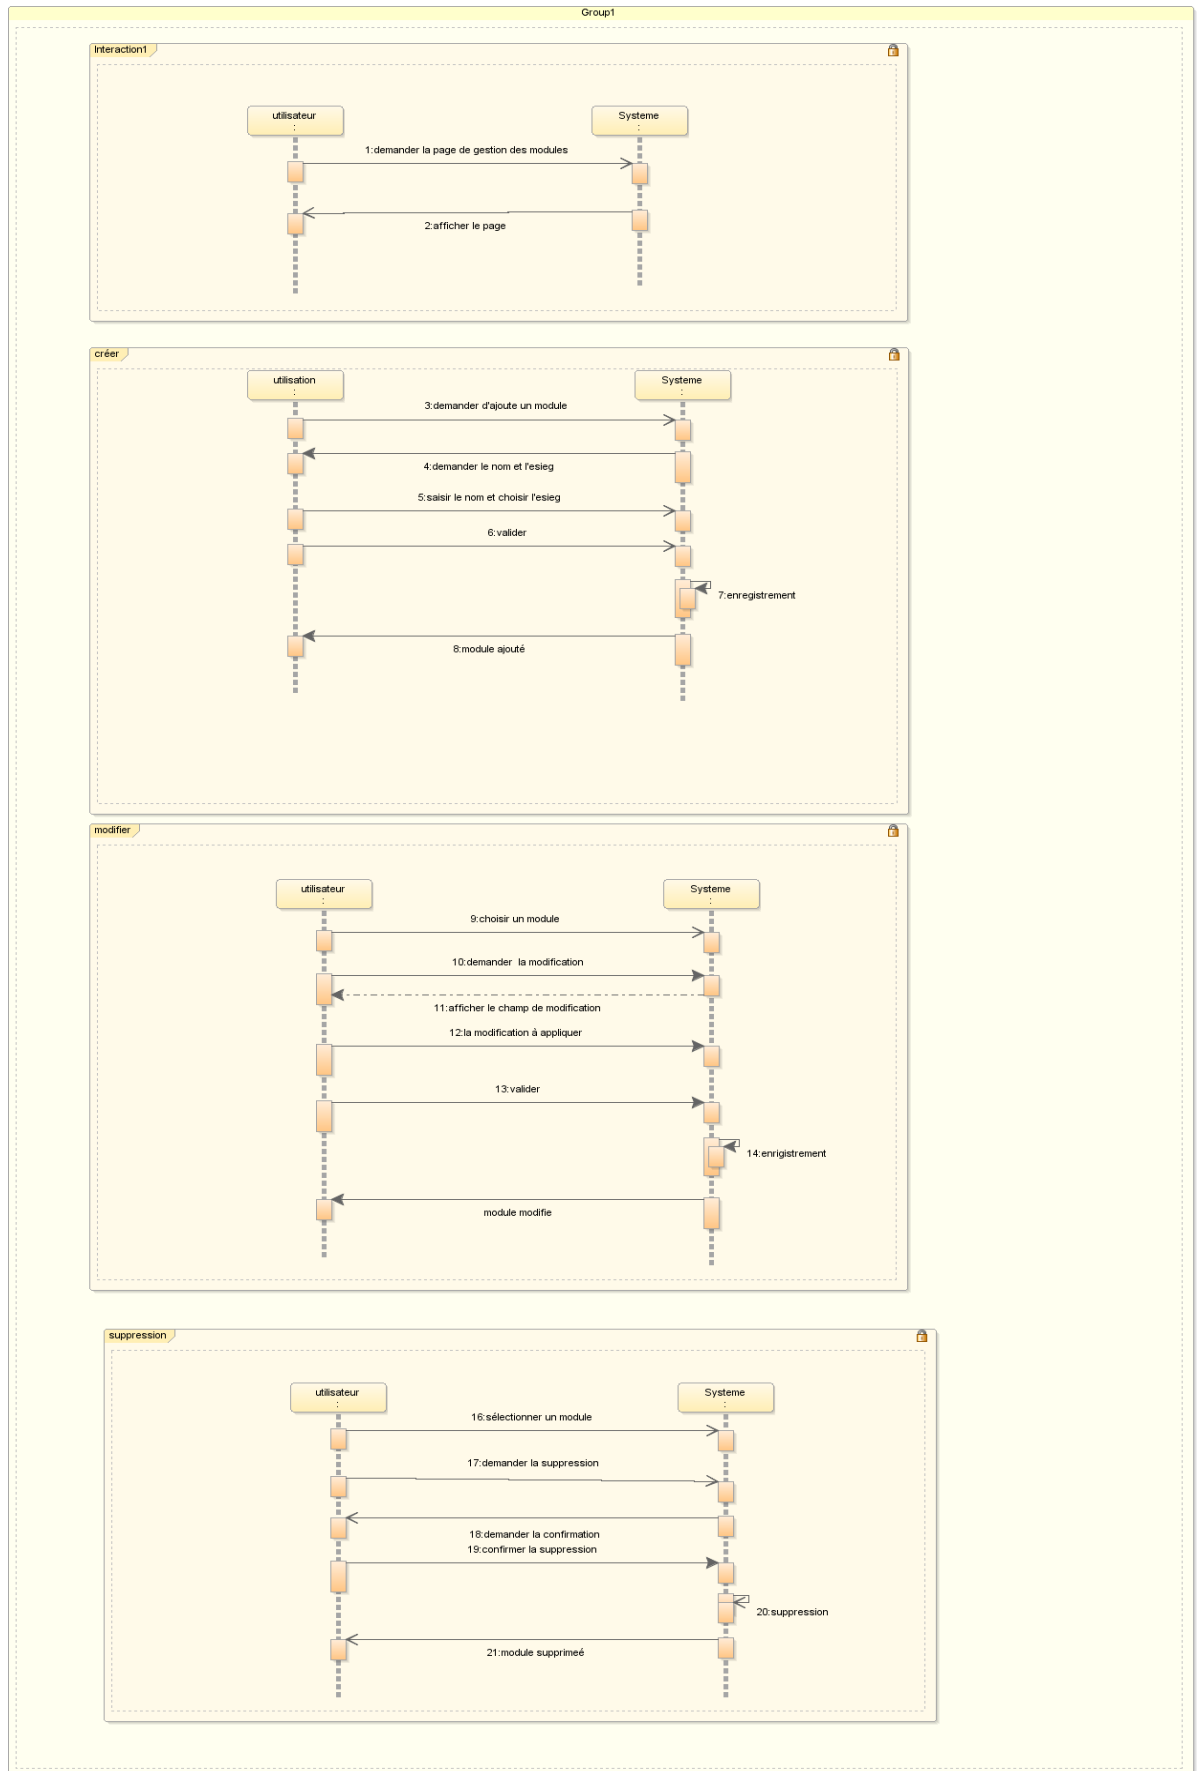 Group1
Interaction1
utilisateur
:
Systeme
:
1:demander la page de gestion des modules
2:afficher le page
créer
utilisation
:
Systeme
:
3:demander d'ajoute un module
4:demander le nom et l'esieg
5:saisir le nom et choisir l'esieg
6:valider
7:enregistrement
8:module ajouté
modifier
utilisateur
:
Systeme
:
9:choisir un module
10:demander  la modification
11:afficher le champ de modification
12:la modification à appliquer
13:valider
14:enrigistrement
module modifie
suppression
utilisateur
:
Systeme
:
16:sélectionner un module
17:demander la suppression
18:demander la confirmation
19:confirmer la suppression
20:suppression
21:module supprimeé